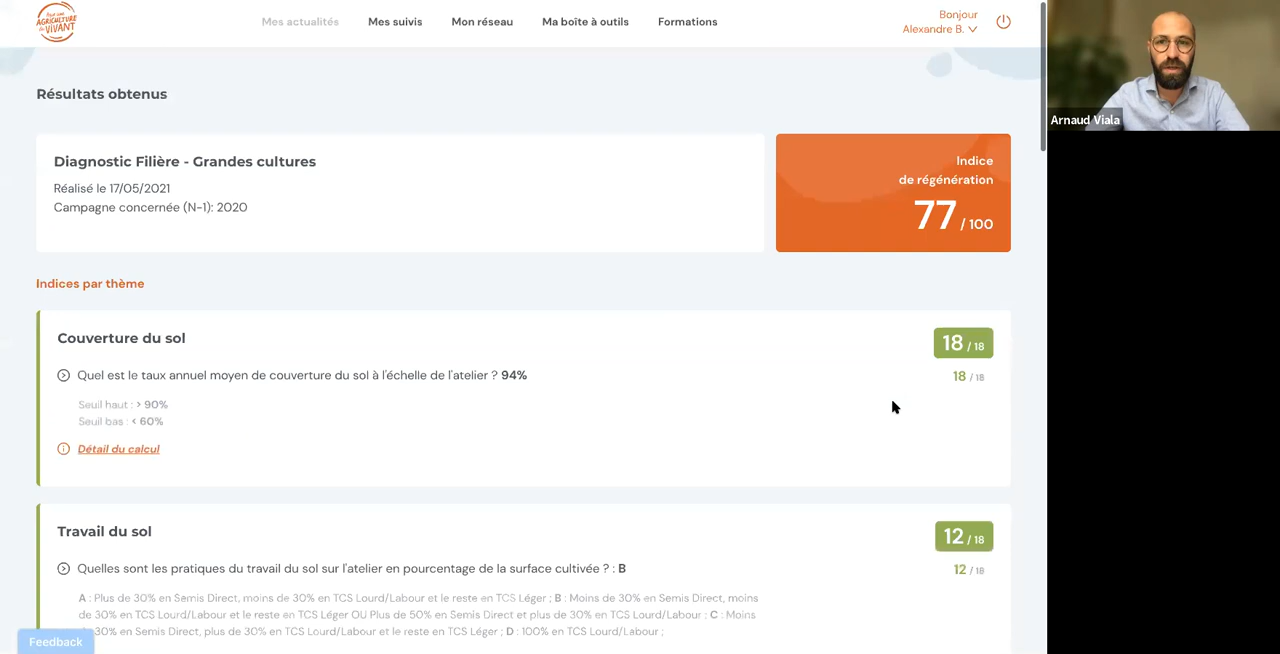 Pour une
AGRICULTURE
du VIVANT
Mes actualités
Mes suivis
Mon réseau
Ma boîte à outils
Formations
Bonjour
Alexandre B.
Arnaud Viala
Résultats obtenus
Diagnostic Filière - Grandes cultures
Réalisé le 17/05/2021
Campagne concernée (N-1): 2020
Indice
de régénération
77 / 100
Indices par thème
Couverture du sol
18 / 18
Quel est le taux annuel moyen de couverture du sol à l'échelle de l'atelier ? 94%
18 / 18
Seuil haut : > 90%
Seuil bas : < 60%
Détail du calcul
Travail du sol
12 / 18
Quelles sont les pratiques du travail du sol sur l'atelier en pourcentage de la surface cultivée ? : B
12 / 18
A : Plus de 30% en Semis Direct, moins de 30% en TCS Lourd/Labour et le reste en TCS Léger ; B : Moins de 30% en Semis Direct, moins
de 30% en TCS Lourd/Labour et le reste en TCS Léger OU Plus de 50% en Semis Direct et plus de 30% en TCS Lourd/Labour ; C : Moins
30% en Semis Direct, plus de 30% en TCS Lourd/Labour et le reste en TCS Léger ; D : 100% en TCS Lourd/Labour ;
Feedback